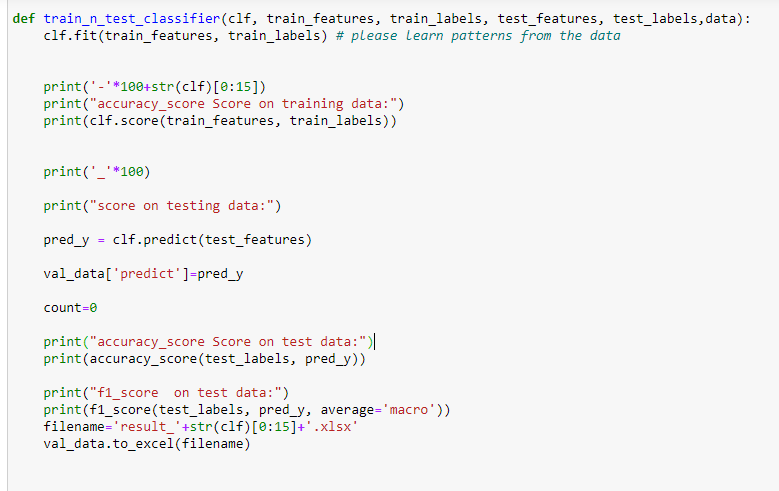 def train_n_test_classifier(clf, train_features, train_labels, test_features, test_labels,data):
    clf.fit(train_features, train_labels) # please learn patterns from the data
    print('-'*100+str(clf)[0:15])
    print("accuracy_score Score on training data:")
    print(clf.score(train_features, train_labels))
    print('_'*100)
    print("score on testing data:")
    pred_y = clf.predict(test_features)
    val_data['predict']=pred_y
    count=0
    print("accuracy_score Score on test data:")
    print(accuracy_score(test_labels, pred_y))
    print("f1_score  on test data:")
    print(f1_score(test_labels, pred_y, average='macro'))
    filename='result_'+str(clf)[0:15]+'.xlsx'
    val_data.to_excel(filename)